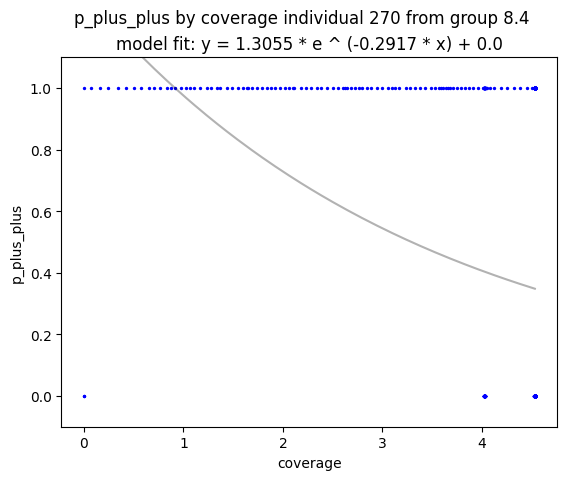 p_plus_plus by coverage individual 270 from group 8.4
model fit: y = 1.3055 * e ^ (-0.2917 * x) + 0.0
1.0
0.8
0.6
0.4
0.2
0.0
p_plus_plus
0 1 2 3 4
coverage